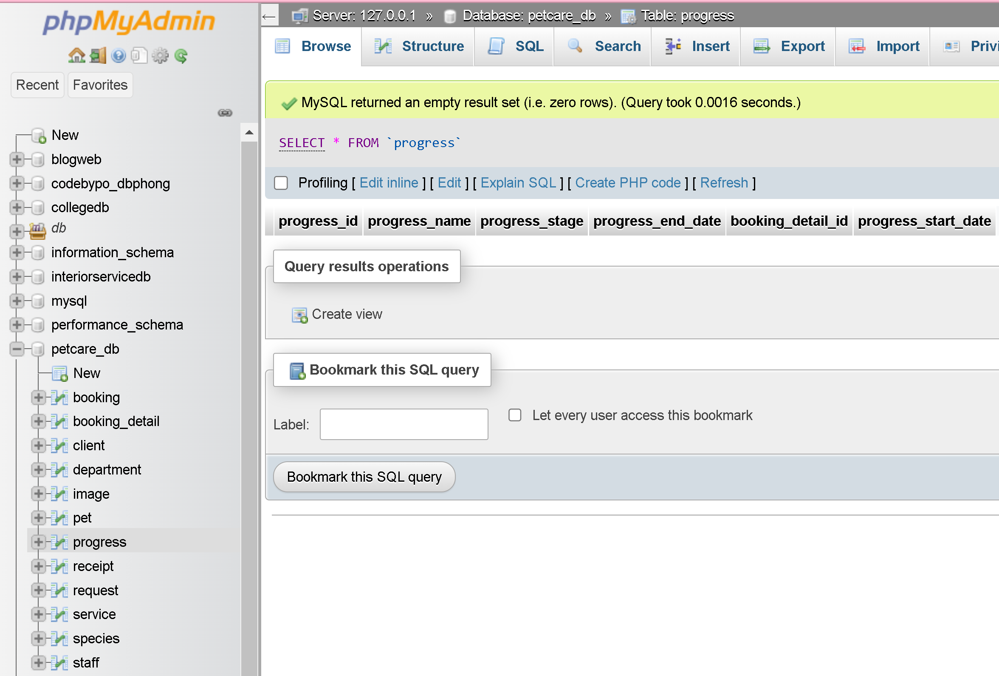 phpMyAdmin
Recent Favorites
New
blogweb
codebypo_dbphong
collegedb
db
information_schema
interiorservicedb
mysql
performance_schema
petcare_db
New
booking
booking_detail
client
department
image
pet
progress
receipt
request
service
species
staff
Server: 127.0.0.1 » Database: petcare_db » Table: progress
Browse Structure SQL Search Insert Export Import Privi
MySQL returned an empty result set (i.e. zero rows). (Query took 0.0016 seconds.)
SELECT * FROM `progress`
Profiling [ Edit inline ] [ Edit ] [ Explain SQL ] [ Create PHP code ] [ Refresh ]
progress_id progress_name progress_stage progress_end_date booking_detail_id progress_start_date
Query results operations
Create view
Bookmark this SQL query
Label: Let every user access this bookmark
Bookmark this SQL query